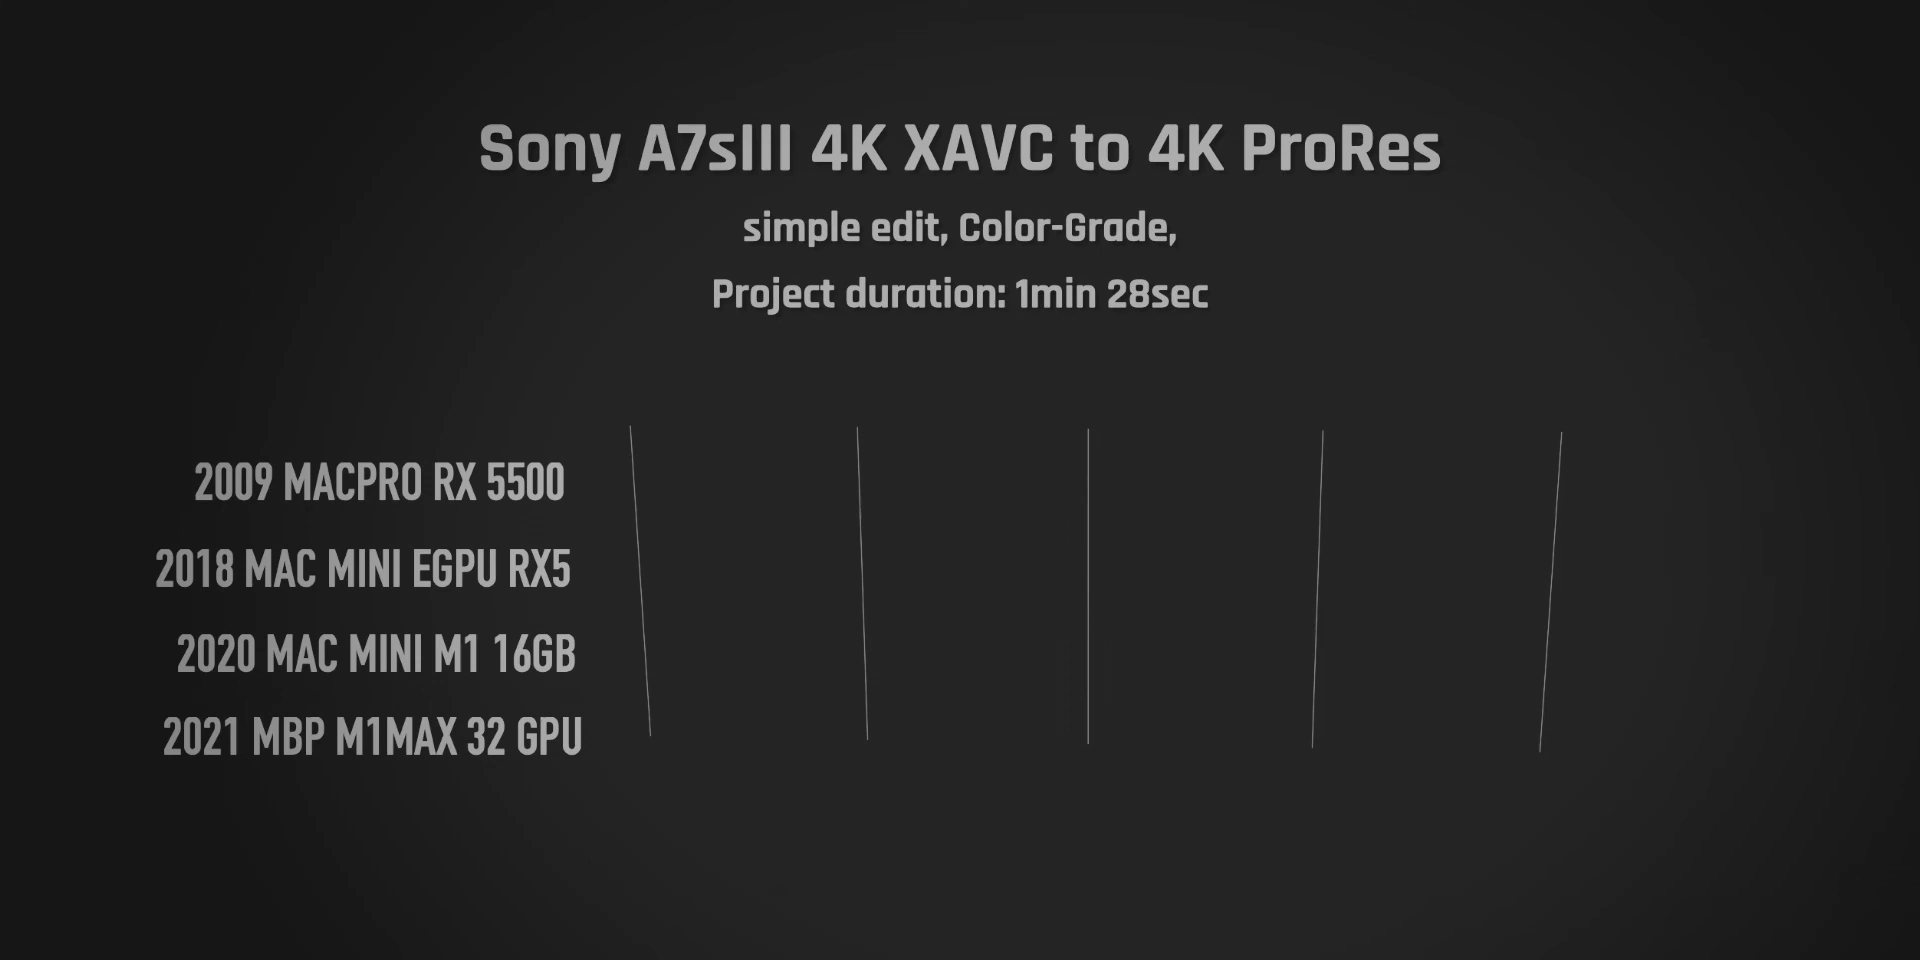 Sony A7sIII 4K XAVC to 4K ProRes
simple edit, Color-Grade,
Project duration: 1min 28sec
2009 MACPRO RX 5500
2018 MAC MINI EGPU RX5
2020 MAC MINI M1 16GB
2021 MBP M1MAX 32 GPU